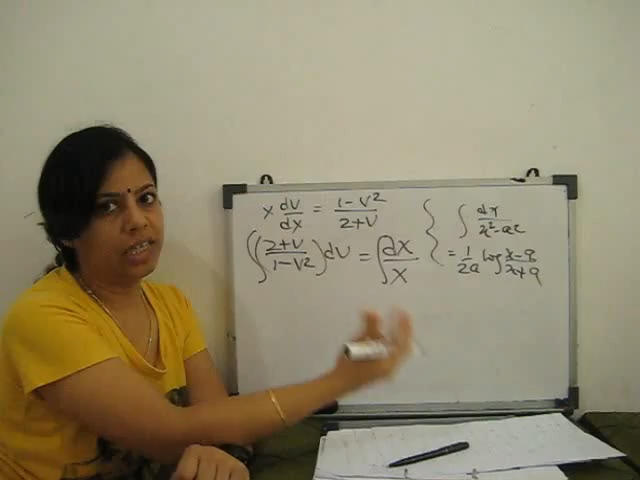 x dv/dx = 1-v²/2+v
∫(2+v/1-v²)dv = ∫dx/x
{ ∫ dx/x²-a²
= 1/2a log x-a/x+a